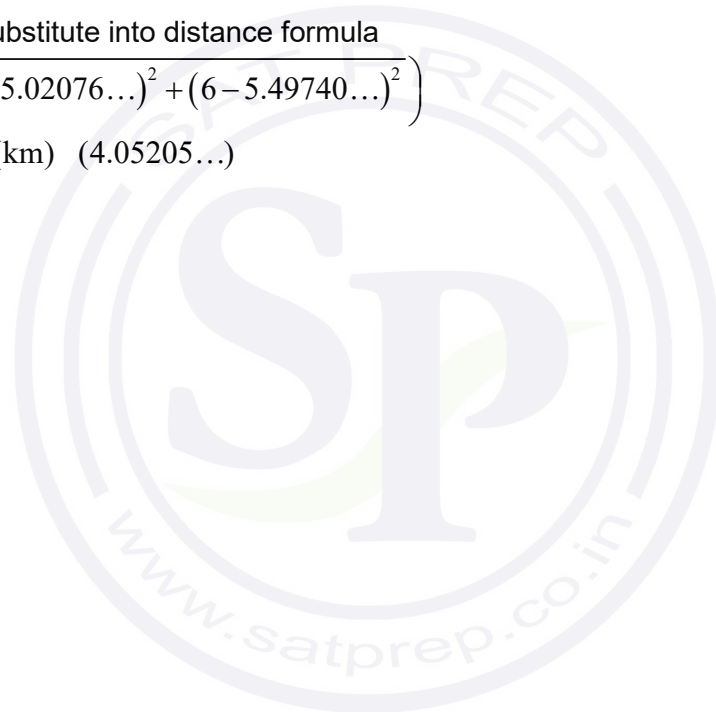 ubstitute into distance formula
5.02076…)² + (6 − 5.49740…)² )
km) (4.05205…)
SAT PREP
SP
www.satprep.co.in